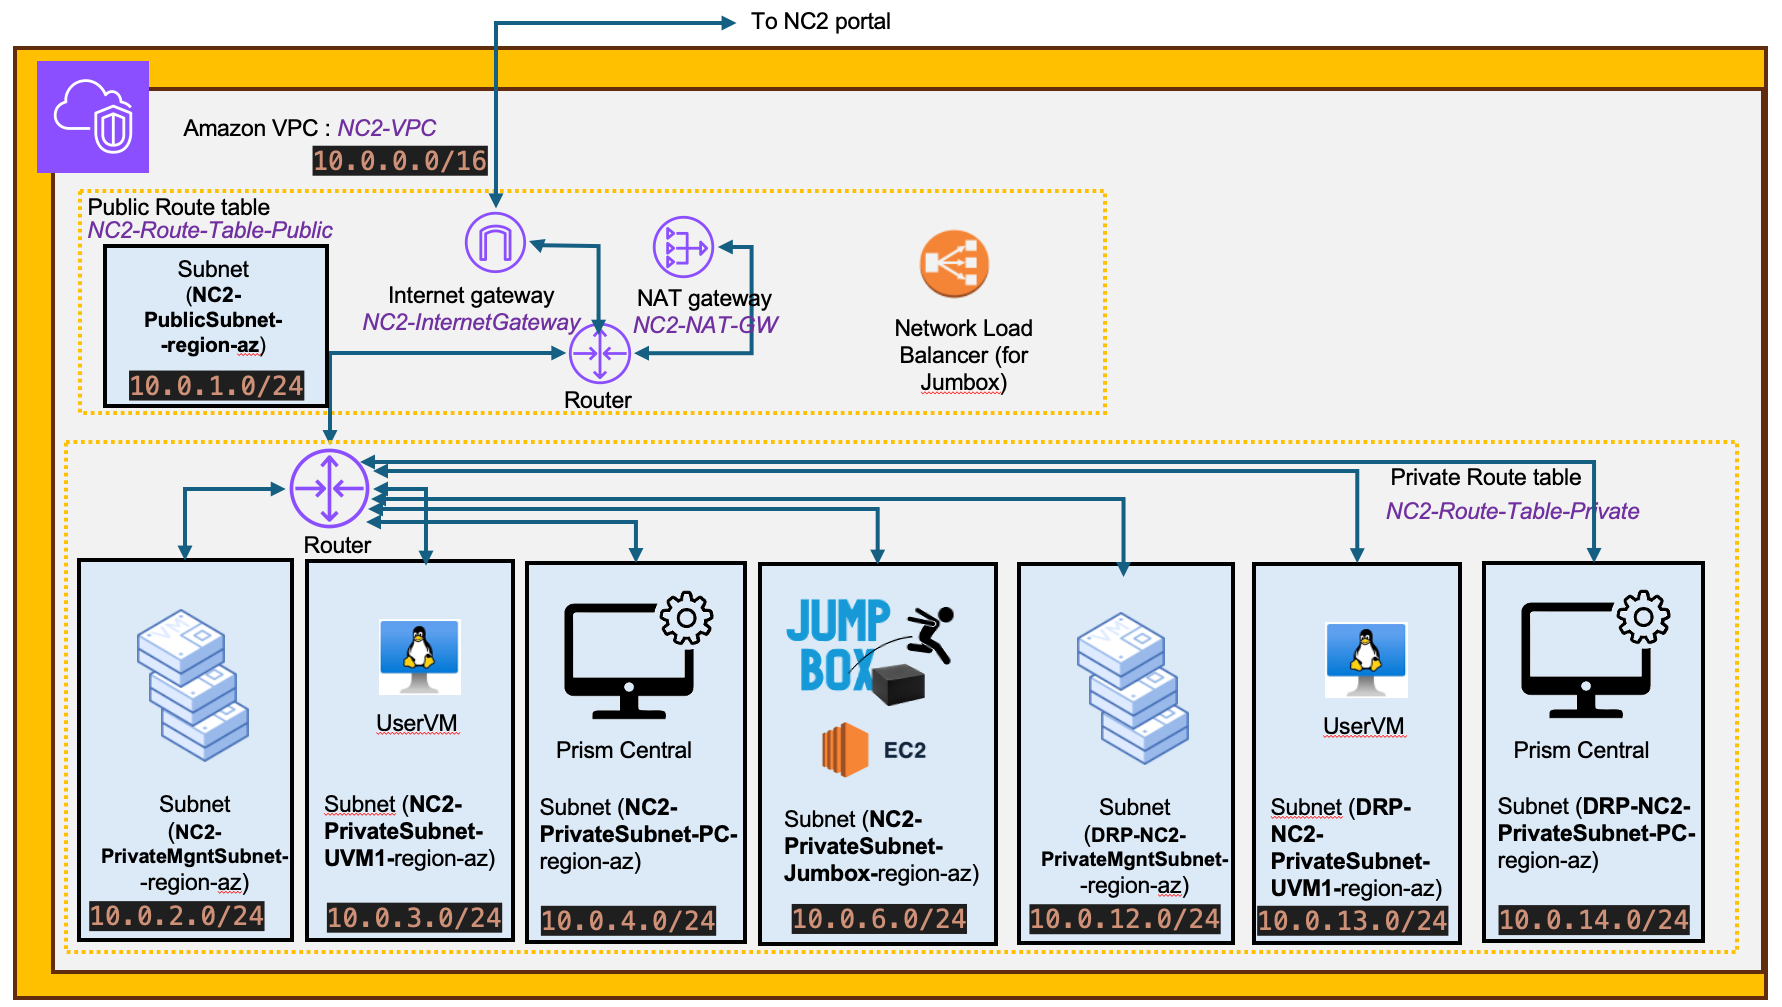 To NC2 portal
Amazon VPC : NC2-VPC
10.0.0.0/16
Public Route table
NC2-Route-Table-Public
Subnet
(NC2-
PublicSubnet-
-region-az)
10.0.1.0/24
Internet gateway
NC2-InternetGateway
NAT gateway
NC2-NAT-GW
Router
Network Load
Balancer (for
Jumbox)
Router
Private Route table
NC2-Route-Table-Private
VM
Subnet
(NC2-
PrivateMgntSubnet-
-region-az)
10.0.2.0/24
UserVM
Subnet (NC2-
PrivateSubnet-
UVM1-region-az)
10.0.3.0/24
Prism Central
Subnet (NC2-
PrivateSubnet-PC-
region-az)
10.0.4.0/24
JUMP
BOX
EC2
Subnet (NC2-
PrivateSubnet-
Jumbox-region-az)
10.0.6.0/24
VM
Subnet
(DRP-NC2-
PrivateMgntSubnet-
-region-az)
10.0.12.0/24
UserVM
Subnet (DRP-
NC2-
PrivateSubnet-
UVM1-region-az)
10.0.13.0/24
Prism Central
Subnet (DRP-NC2-
PrivateSubnet-PC-
region-az)
10.0.14.0/24